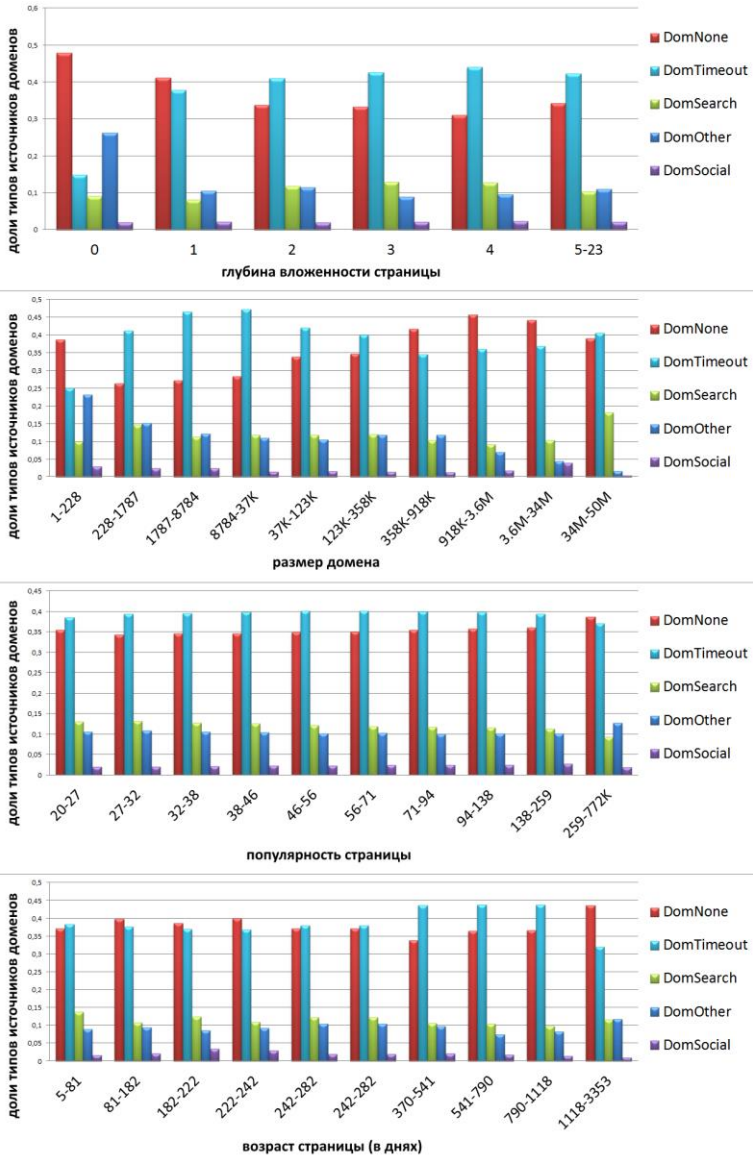 доли типов источников доменов
0,6
0,5
0,4
0,3
0,2
0,1
0
0 1 2 3 4 5-23
глубина вложенности страницы
DomNone
DomTimeout
DomSearch
DomOther
DomSocial
доли типов источников доменов
0,5
0,45
0,4
0,35
0,3
0,25
0,2
0,15
0,1
0,05
0
1-228 228-1787 1787-8784 8784-37K 37K-123K 123K-358K 358K-918K 918K-3.6M 3.6M-34M 34M-50M
размер домена
DomNone
DomTimeout
DomSearch
DomOther
DomSocial
доли типов источников доменов
0,45
0,4
0,35
0,3
0,25
0,2
0,15
0,1
0,05
0
20-27 27-32 32-38 38-46 46-56 56-71 71-94 94-138 138-259 259-772K
популярность страницы
DomNone
DomTimeout
DomSearch
DomOther
DomSocial
доли типов источников доменов
0,5
0,45
0,4
0,35
0,3
0,25
0,2
0,15
0,1
0,05
0
5-81 81-182 182-222 222-242 242-282 242-282 370-541 541-790 790-1118 1118-3353
возраст страницы (в днях)
DomNone
DomTimeout
DomSearch
DomOther
DomSocial